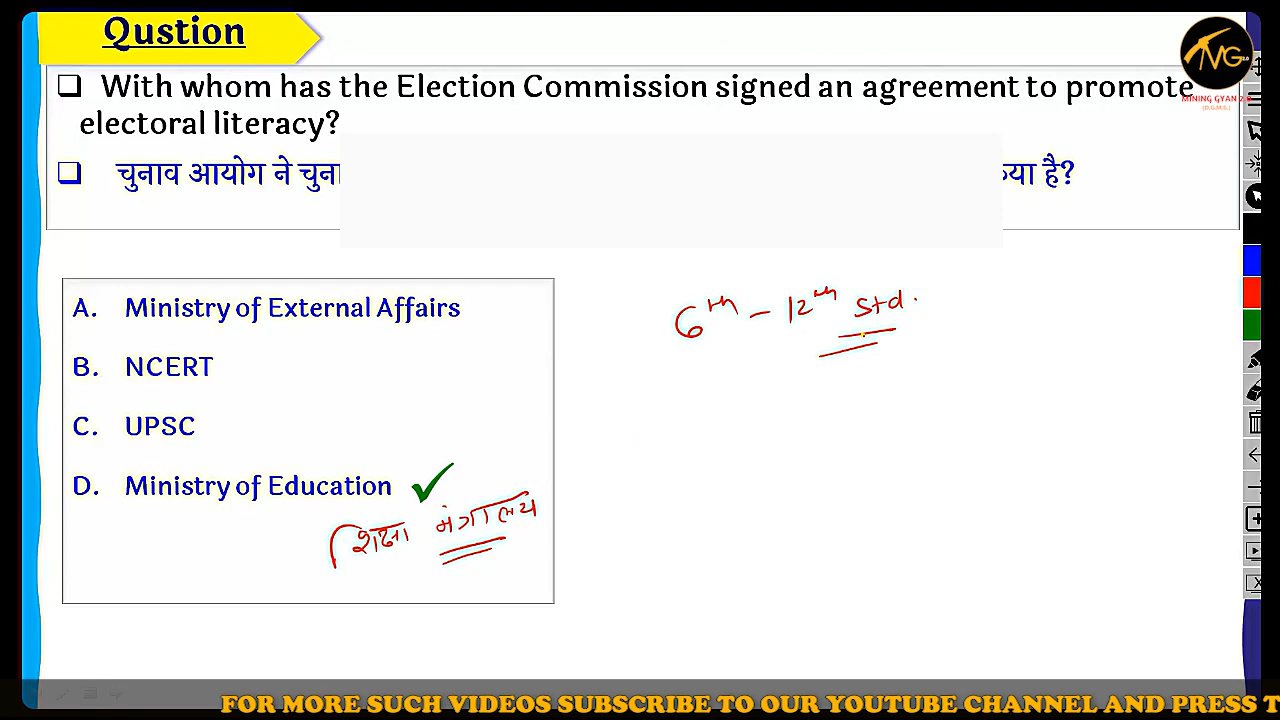 Qustion
❑ With whom has the Election Commission signed an agreement to promote
electoral literacy?
❑ चुनाव आयोग ने
है?
A. Ministry of External Affairs
B. NCERT
C. UPSC
D. Ministry of Education ✓
शिक्षा मंत्रालय
6th – 12th Std.
MINING GYAN 2.0
(D.G.M.S.)
FOR MORE SUCH VIDEOS SUBSCRIBE TO OUR YOUTUBE CHANNEL AND PRESS